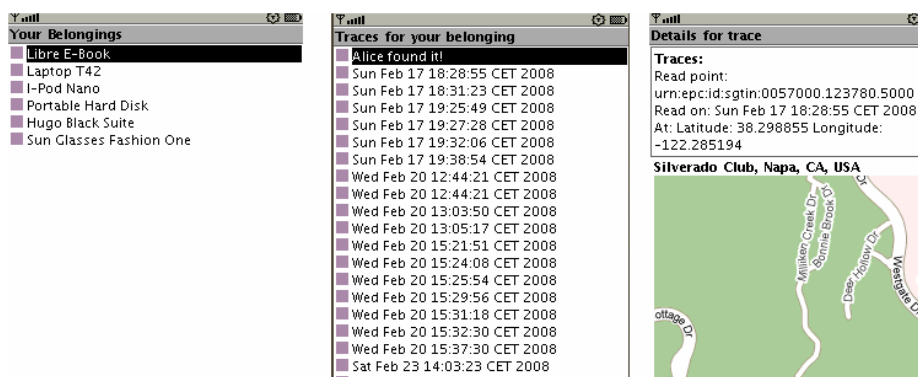 Your Belongings
Libre E-Book
Laptop T42
I-Pod Nano
Portable Hard Disk
Hugo Black Suite
Sun Glasses Fashion One
Traces for your belonging
Alice found it!
Sun Feb 17 18:28:55 CET 2008
Sun Feb 17 18:31:23 CET 2008
Sun Feb 17 19:25:49 CET 2008
Sun Feb 17 19:27:28 CET 2008
Sun Feb 17 19:32:06 CET 2008
Sun Feb 17 19:38:54 CET 2008
Wed Feb 20 12:44:21 CET 2008
Wed Feb 20 12:44:21 CET 2008
Wed Feb 20 13:03:50 CET 2008
Wed Feb 20 13:05:17 CET 2008
Wed Feb 20 15:21:51 CET 2008
Wed Feb 20 15:24:08 CET 2008
Wed Feb 20 15:25:54 CET 2008
Wed Feb 20 15:29:56 CET 2008
Wed Feb 20 15:31:18 CET 2008
Wed Feb 20 15:32:30 CET 2008
Wed Feb 20 15:37:30 CET 2008
Sat Feb 23 14:03:23 CET 2008
Details for trace
Traces:
Read point:
urn:epc:id:sgtin:0057000.123780.5000
Read on: Sun Feb 17 18:28:55 CET 2008
At: Latitude: 38.298855 Longitude:
-122.285194
Silverado Club, Napa, CA, USA
Dr
Milliken Creek Dr
Bonnie Brook Dr
Deer Hollow Dr
Westgate Dr
ottage Dr